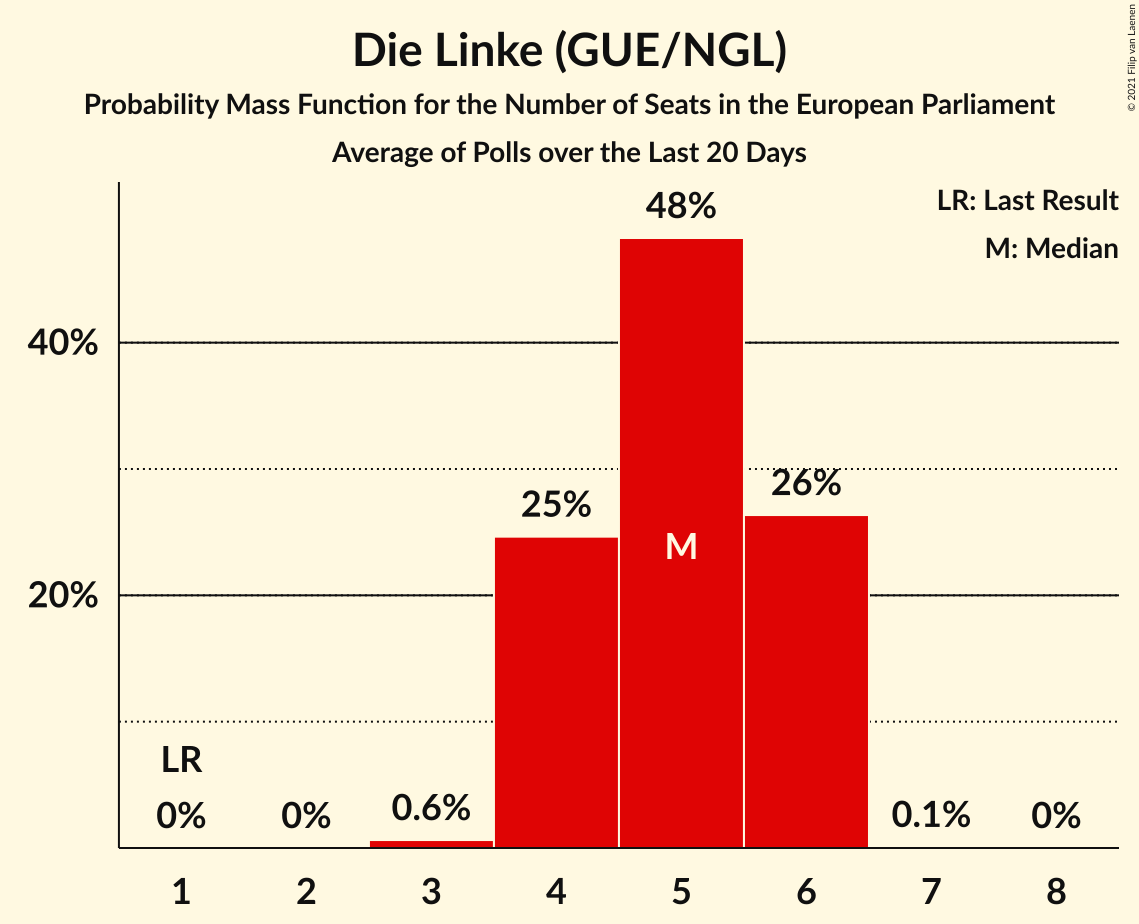 Die Linke (GUE/NGL)
Probability Mass Function for the Number of Seats in the European Parliament
Average of Polls over the Last 20 Days
© 2021 Filip van Laenen
LR: Last Result
M: Median
48%
40%
26%
25%
M
20%
LR
0%
0%
0.6%
0.1%
0%
1 2 3 4 5 6 7 8